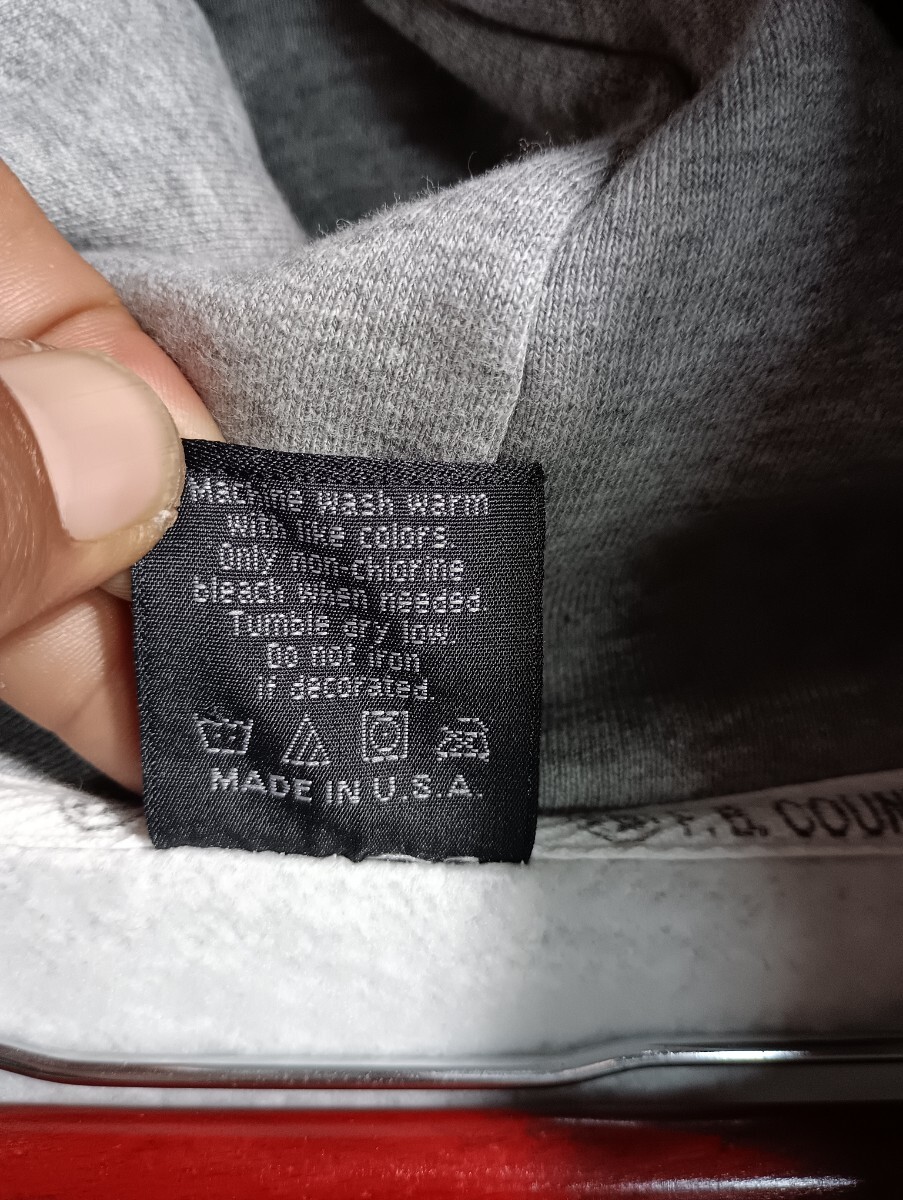 Machine wash warm
with like colors
Only non-chlorine
bleach when needed
Tumble dry low.
Do not iron
if decorated
MADE IN U.S.A.
F.B. COUN